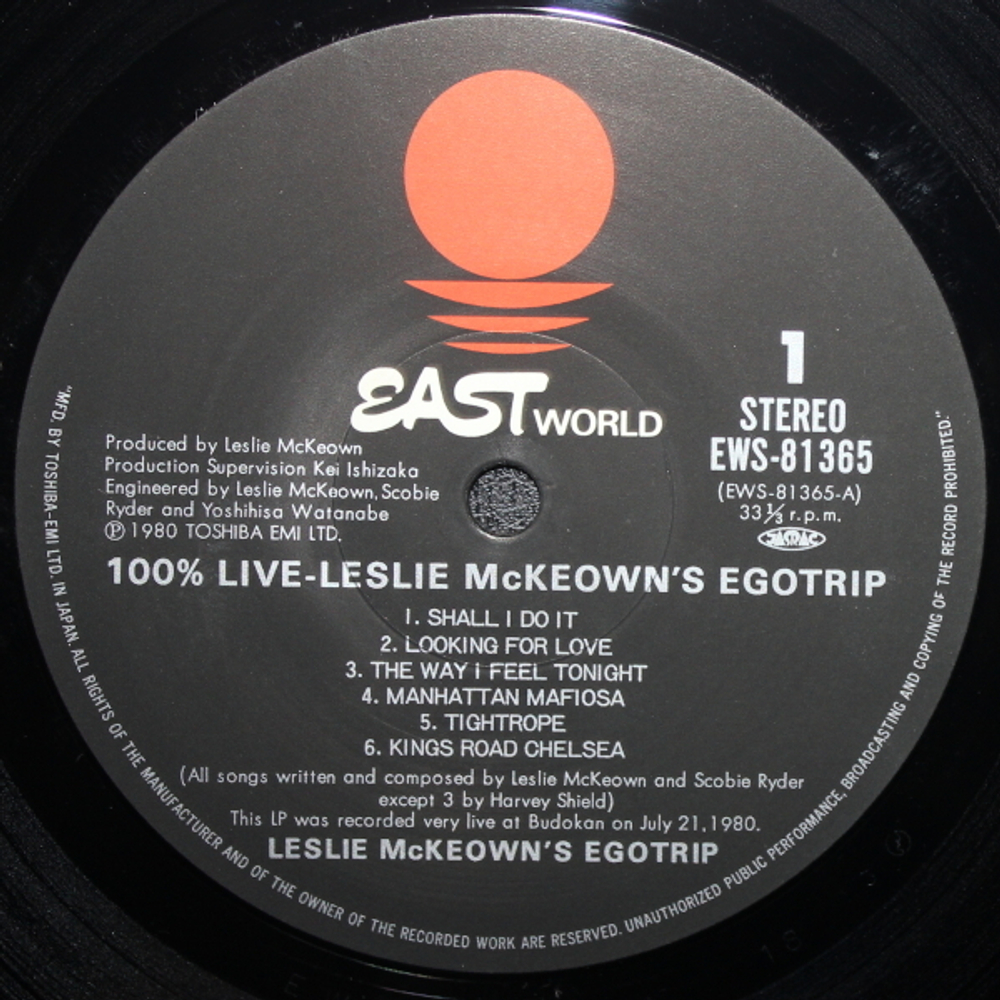 EAST WORLD
1
STEREO
EWS-81365
(EWS-81365-A)
33 1/3 r.p.m.
JASRAC
Produced by Leslie McKeown
Production Supervision Kei Ishizaka
Engineered by Leslie McKeown, Scobie
Ryder and Yoshihisa Watanabe
Ⓟ 1980 TOSHIBA EMI LTD.
100% LIVE-LESLIE McKEOWN'S EGOTRIP
1. SHALL I DO IT
2. LOOKING FOR LOVE
3. THE WAY I FEEL TONIGHT
4. MANHATTAN MAFIOSA
5. TIGHTROPE
6. KINGS ROAD CHELSEA
(All songs written and composed by Leslie McKeown and Scobie Ryder
except 3 by Harvey Shield)
This LP was recorded very live at Budokan on July 21, 1980.
LESLIE McKEOWN'S EGOTRIP
"MFD. BY TOSHIBA-EMI LTD. IN JAPAN. ALL RIGHTS OF THE MANUFACTURER AND OF THE OWNER OF THE RECORDED WORK ARE RESERVED. UNAUTHORIZED PUBLIC PERFORMANCE, BROADCASTING AND COPYING OF THE RECORD PROHIBITED."